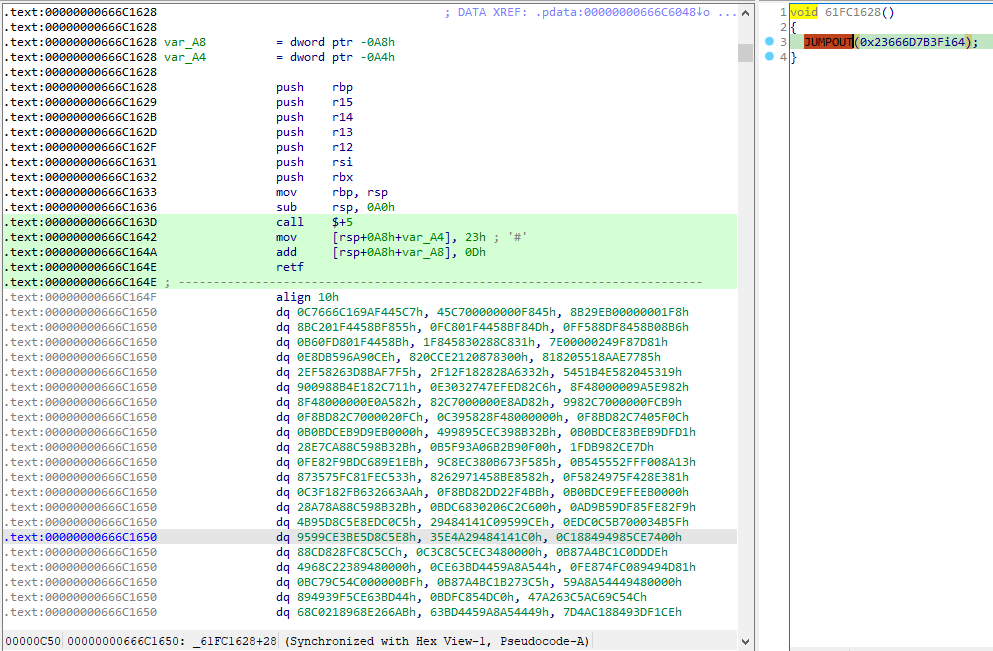 .text:00000000666C1628 ; DATA XREF: .pdata:00000000666C6048↓o ...
.text:00000000666C1628
.text:00000000666C1628 var_A8 = dword ptr -0A8h
.text:00000000666C1628 var_A4 = dword ptr -0A4h
.text:00000000666C1628
.text:00000000666C1628 push rbp
.text:00000000666C1629 push r15
.text:00000000666C162B push r14
.text:00000000666C162D push r13
.text:00000000666C162F push r12
.text:00000000666C1631 push rsi
.text:00000000666C1632 push rbx
.text:00000000666C1633 mov rbp, rsp
.text:00000000666C1636 sub rsp, 0A0h
.text:00000000666C163D call $+5
.text:00000000666C1642 mov [rsp+0A8h+var_A4], 23h ; '#'
.text:00000000666C164A add [rsp+0A8h+var_A8], 0Dh
.text:00000000666C164E retf
.text:00000000666C164E ; ---------------------------------------------------------------------------
.text:00000000666C164F align 10h
.text:00000000666C1650 dq 0C7666C169AF445C7h, 45C700000000F845h, 8B29EB00000001F8h
.text:00000000666C1650 dq 8BC201F4458BF855h, 0FC801F4458BF84Dh, 0FF588DF8458B08B6h
.text:00000000666C1650 dq 0B60FD801F4458Bh, 1F845830288C831h, 7E00000249F87D81h
.text:00000000666C1650 dq 0E8DB596A90CEh, 820CCE2120878300h, 818205518AAE7785h
.text:00000000666C1650 dq 2EF58263D8BAF7F5h, 2F12F182828A6332h, 5451B4E582045319h
.text:00000000666C1650 dq 900988B4E182C711h, 0E3032747EFED82C6h, 8F48000009A5E982h
.text:00000000666C1650 dq 8F48000000E0A582h, 82C7000000E8AD82h, 9982C7000000FCB9h
.text:00000000666C1650 dq 0F8BD82C7000020FCh, 0C395828F48000000h, 0F8BD82C7405F0Ch
.text:00000000666C1650 dq 0B0BDCEB9D9EB0000h, 499895CEC398B32Bh, 0B0BDCE83BEB9DFD1h
.text:00000000666C1650 dq 28E7CA88C598B32Bh, 0B5F93A06B2B90F00h, 1FDB982CE7Dh
.text:00000000666C1650 dq 0FE82F9BDC689E1EBh, 9C8EC380B673F585h, 0B545552FFF008A13h
.text:00000000666C1650 dq 873575FC81FEC533h, 8262971458BE8582h, 0F5824975F428E381h
.text:00000000666C1650 dq 0C3F182FB632663AAh, 0F8BD82DD22F4BBh, 0B0BDCE9EFEEB0000h
.text:00000000666C1650 dq 28A78A88C598B32Bh, 0BDC6830206C2C600h, 0AD9B59DF85FE82F9h
.text:00000000666C1650 dq 4B95D8C5E8EDC0C5h, 29484141C09599CEh, 0EDC0C5B700034B5Fh
.text:00000000666C1650 dq 9599CE3BE5D8C5E8h, 35E4A29484141C0h, 0C188494985CE7400h
.text:00000000666C1650 dq 88CD828FC8C5CCh, 0C3C8C5CEC3480000h, 0B87A4BC1C0DDDEh
.text:00000000666C1650 dq 4968C22389480000h, 0CE63BD4459A8A544h, 0FE874FC089494D81h
.text:00000000666C1650 dq 0BC79C54C000000BFh, 0B87A4BC1B273C5h, 59A8A54449480000h
.text:00000000666C1650 dq 894939F5CE63BD44h, 0BDFC854DC0h, 47A263C5AC69C54Ch
.text:00000000666C1650 dq 68C0218968E266ABh, 63BD4459A8A54449h, 7D4AC188493DF1CEh
00000C50 00000000666C1650: _61FC1628+28 (Synchronized with Hex View-1, Pseudocode-A)
1 void 61FC1628()
2 {
3 JUMPOUT(0x23666D7B3Fi64);
4 }